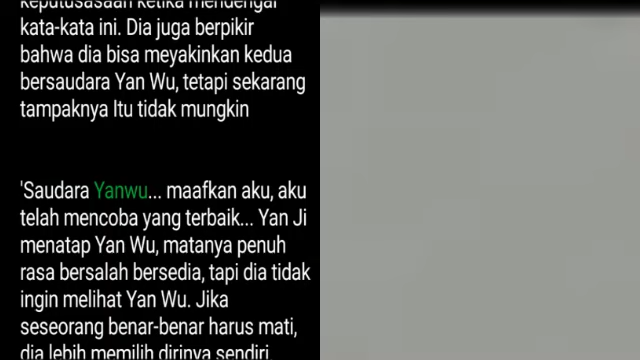 keputusasaan ketika mendengar
kata-kata ini. Dia juga berpikir
bahwa dia bisa meyakinkan kedua
bersaudara Yan Wu, tetapi sekarang
tampaknya Itu tidak mungkin
'Saudara Yanwu... maafkan aku, aku
telah mencoba yang terbaik... Yan Ji
menatap Yan Wu, matanya penuh
rasa bersalah bersedia, tapi dia tidak
ingin melihat Yan Wu. Jika
seseorang benar-benar harus mati,
dia lebih memilih dirinya sendiri